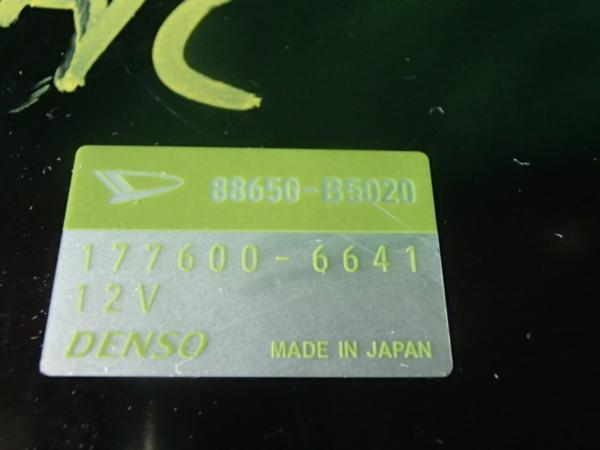 A/C
88650-B5020
177600-6641
12V
DENSO
MADE IN JAPAN